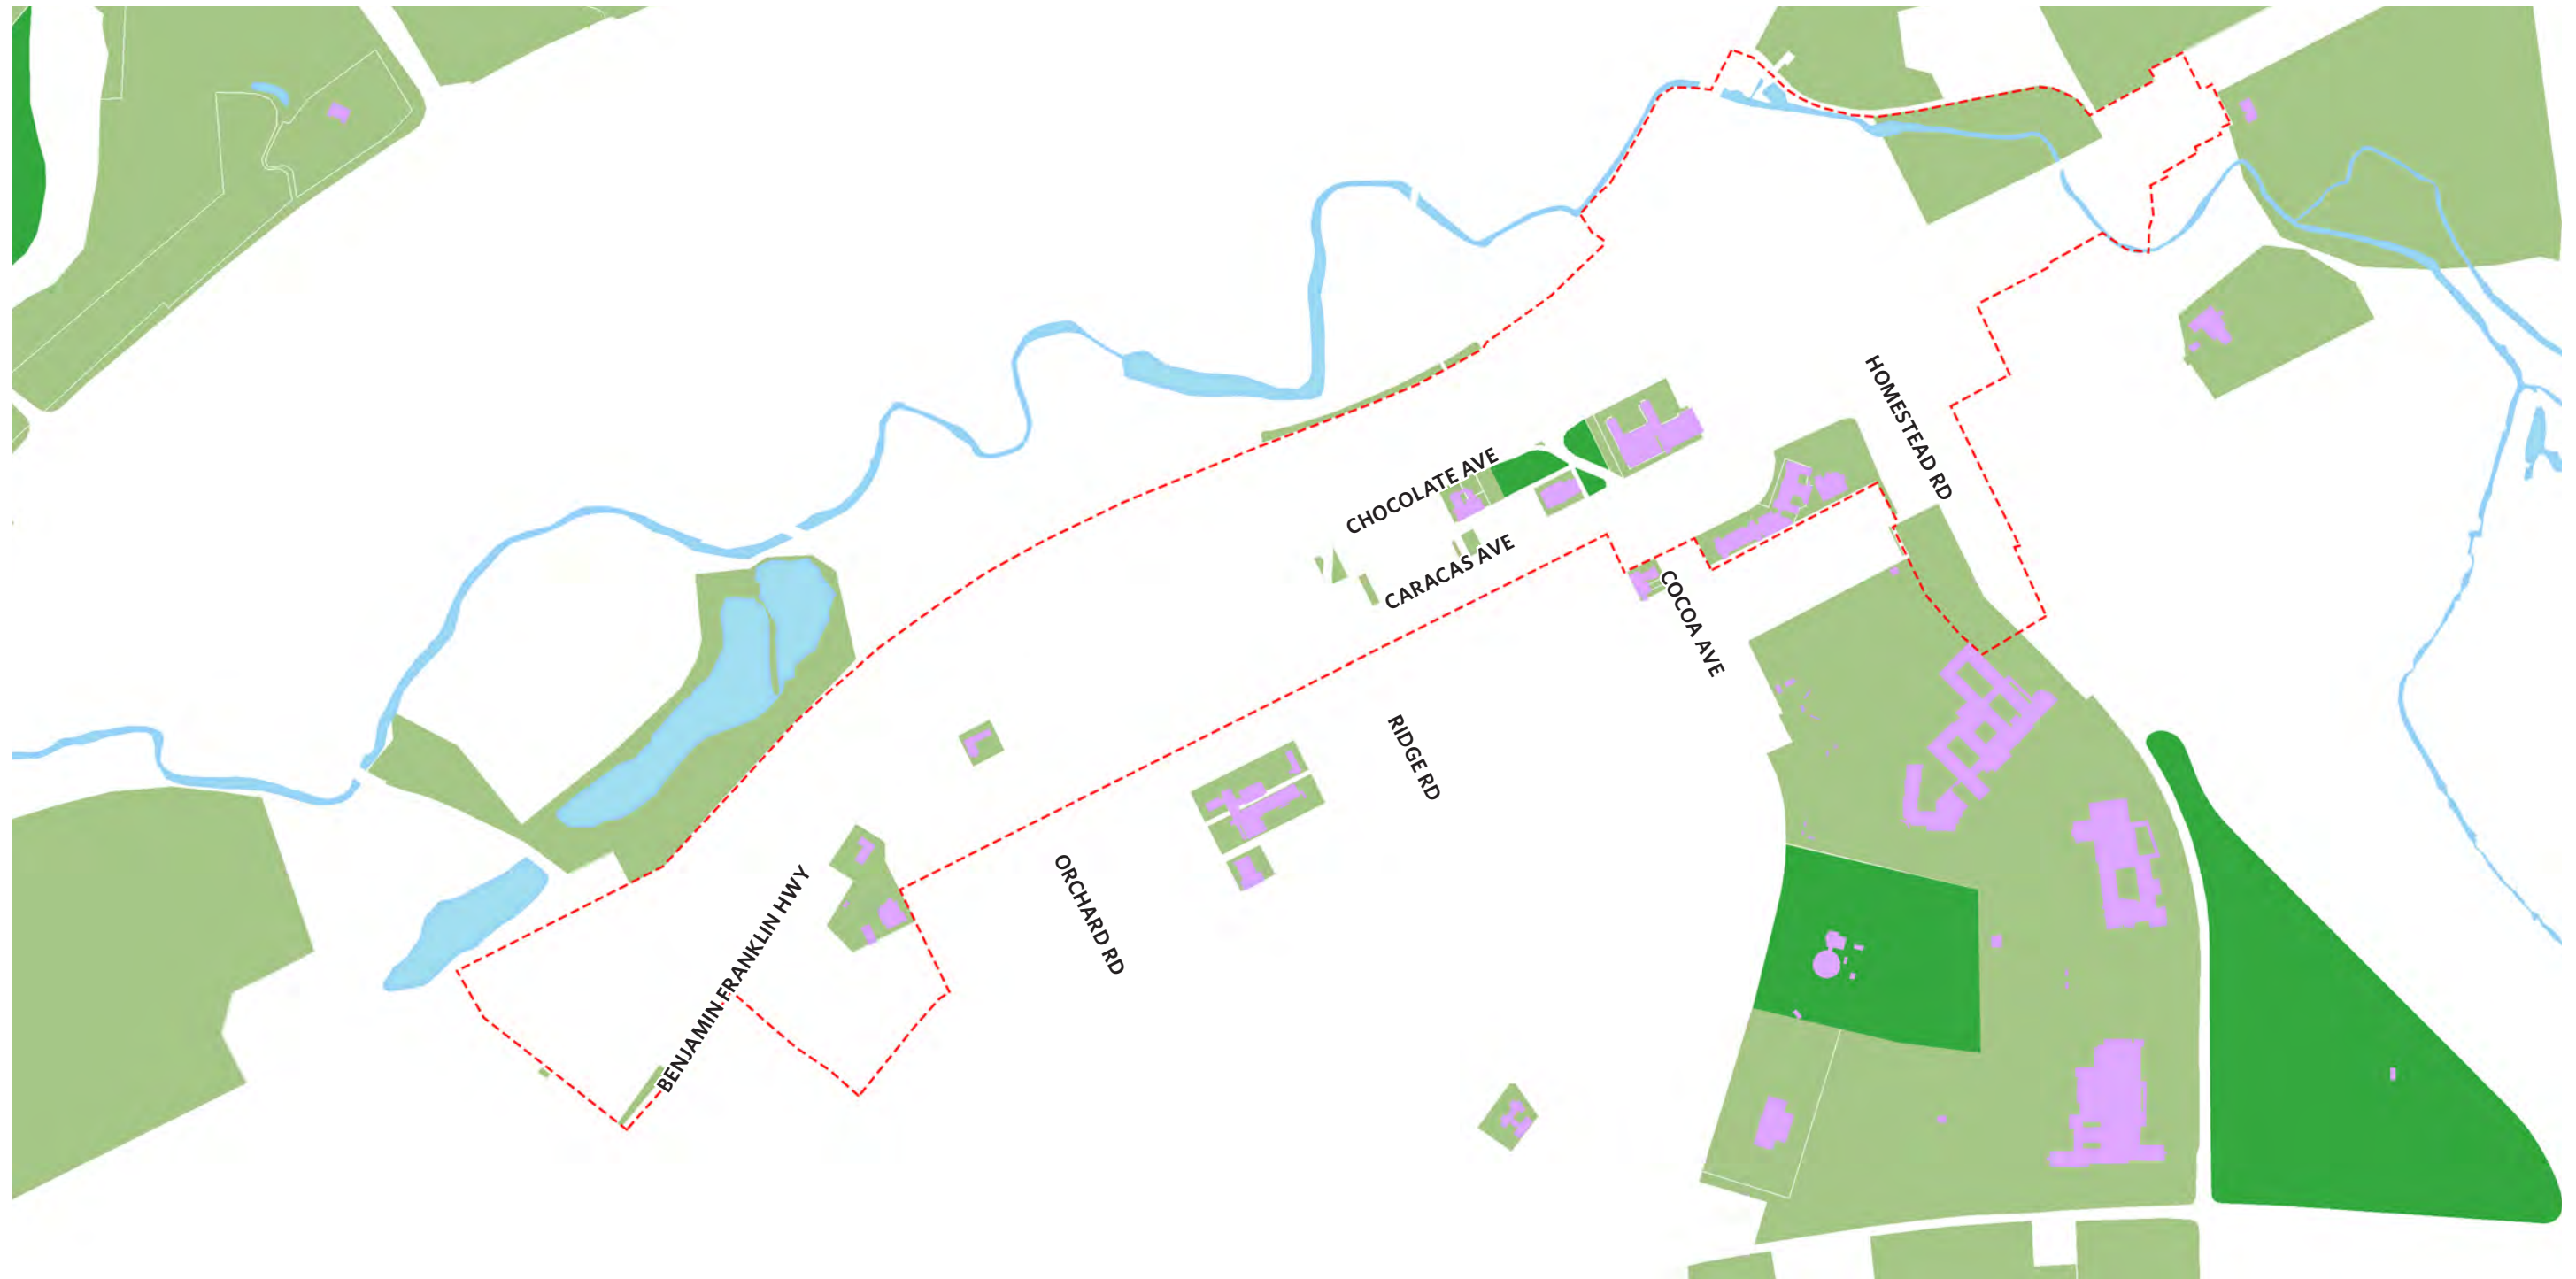 HOMESTEAD RD
CHOCOLATE AVE
CARACAS AVE
COCOA AVE
RIDGE RD
ORCHARD RD
BENJAMIN FRANKLIN HWY